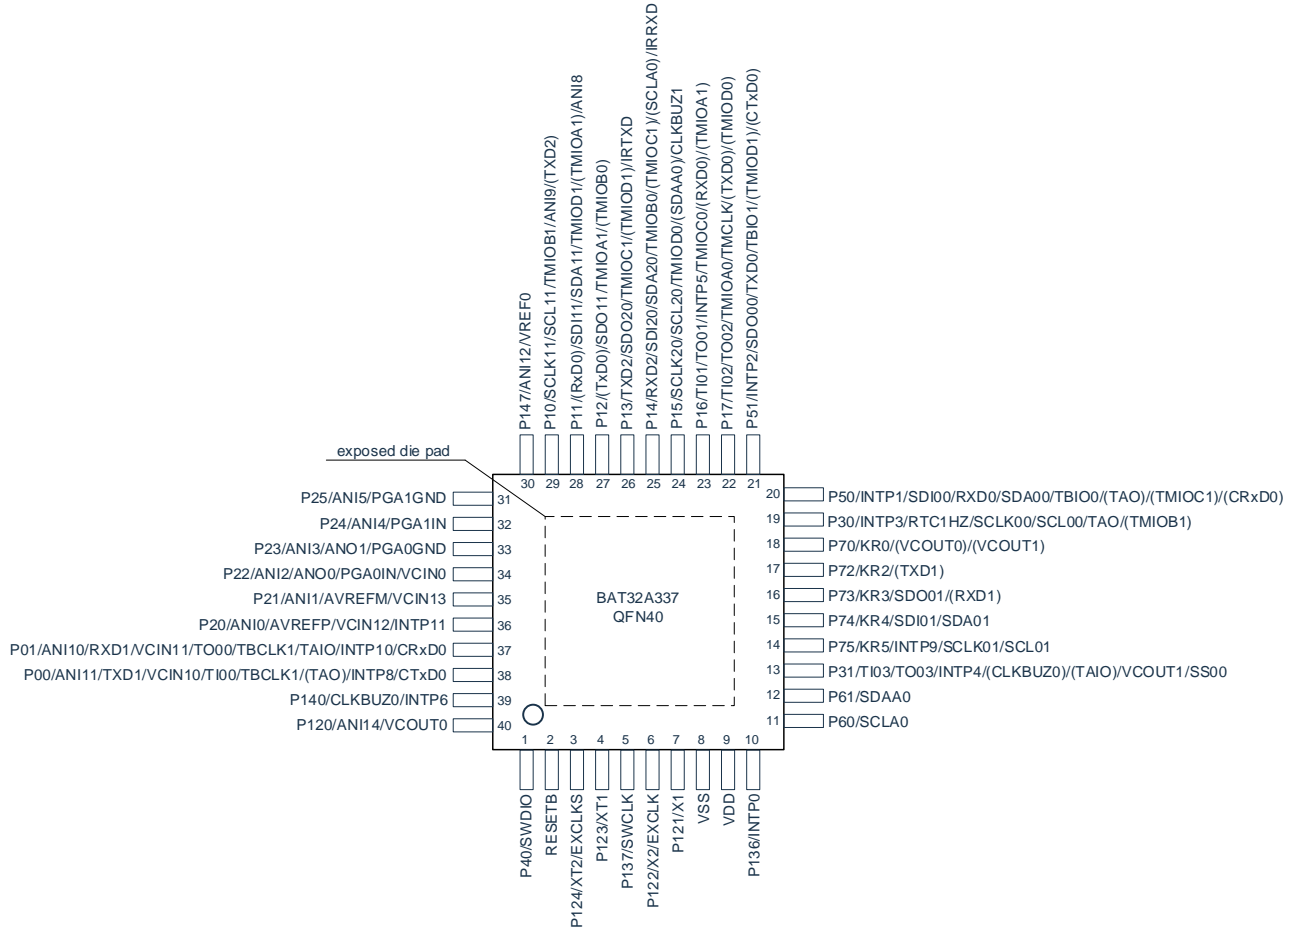 P147/ANI12/VREF0
P10/SCLK11/SCL11/TMIOB1/ANI9/(TXD2)
P11/(RxD0)/SDI11/SDA11/TMIOD1/(TMIOA1)/ANI8
P12/(TxD0)/SDO11/TMIOA1/(TMIOB0)
P13/TXD2/SDO20/TMIOC1/(TMIOD1)/IRTXD
P14/RXD2/SDI20/SDA20/TMIOB0/(TMIOC1)/(SCLA0)/IRRXD
P15/SCLK20/SCL20/TMIOD0/(SDAA0)/CLKBUZ1
P16/TI01/TO01/INTP5/TMIOC0/(RXD0)/(TMIOA1)
P17/TI02/TO02/TMIOA0/TMCLK/(TXD0)/(TMIOD0)
P51/INTP2/SDO00/TXD0/TBIO1/(TMIOD1)/(CTxD0)
exposed die pad
30 29 28 27 26 25 24 23 22 21
P25/ANI5/PGA1GND 31
P24/ANI4/PGA1IN 32
P23/ANI3/ANO1/PGA0GND 33
P22/ANI2/ANO0/PGA0IN/VCIN0 34
P21/ANI1/AVREFM/VCIN13 35
P20/ANI0/AVREFP/VCIN12/INTP11 36
P01/ANI10/RXD1/VCIN11/TO00/TBCLK1/TAIO/INTP10/CRxD0 37
P00/ANI11/TXD1/VCIN10/TI00/TBCLK1/(TAO)/INTP8/CTxD0 38
P140/CLKBUZ0/INTP6 39
P120/ANI14/VCOUT0 40
BAT32A337
QFN40
20 P50/INTP1/SDI00/RXD0/SDA00/TBIO0/(TAO)/(TMIOC1)/(CRxD0)
19 P30/INTP3/RTC1HZ/SCLK00/SCL00/TAO/(TMIOB1)
18 P70/KR0/(VCOUT0)/(VCOUT1)
17 P72/KR2/(TXD1)
16 P73/KR3/SDO01/(RXD1)
15 P74/KR4/SDI01/SDA01
14 P75/KR5/INTP9/SCLK01/SCL01
13 P31/TI03/TO03/INTP4/(CLKBUZ0)/(TAIO)/VCOUT1/SS00
12 P61/SDAA0
11 P60/SCLA0
1 2 3 4 5 6 7 8 9 10
P40/SWDIO
RESETB
P124/XT2/EXCLKS
P123/XT1
P137/SWCLK
P122/X2/EXCLK
P121/X1
VSS
VDD
P136/INTP0